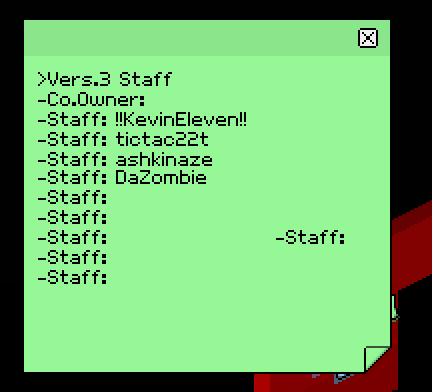 >Vers.3 Staff
-Co.Owner:
-Staff: !!KevinEleven!!
-Staff: tictac22t
-Staff: ashkinaze
-Staff: DaZombie
-Staff:
-Staff:
-Staff: -Staff:
-Staff:
-Staff: